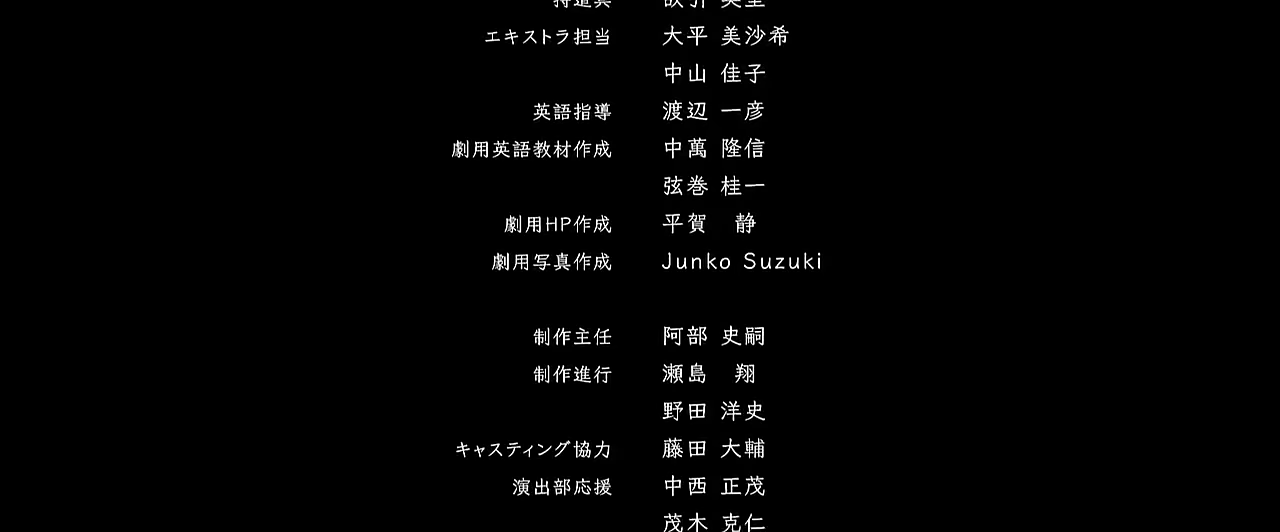 エキストラ担当 大平 美沙希
中山 佳子
英語指導 渡辺 一彦
劇用英語教材作成 中萬 隆信
弦巻 桂一
劇用HP作成 平賀 静
劇用写真作成 Junko Suzuki
制作主任 阿部 史嗣
制作進行 瀬島 翔
野田 洋史
キャスティング協力 藤田 大輔
演出部応援 中西 正茂
茂木 克仁